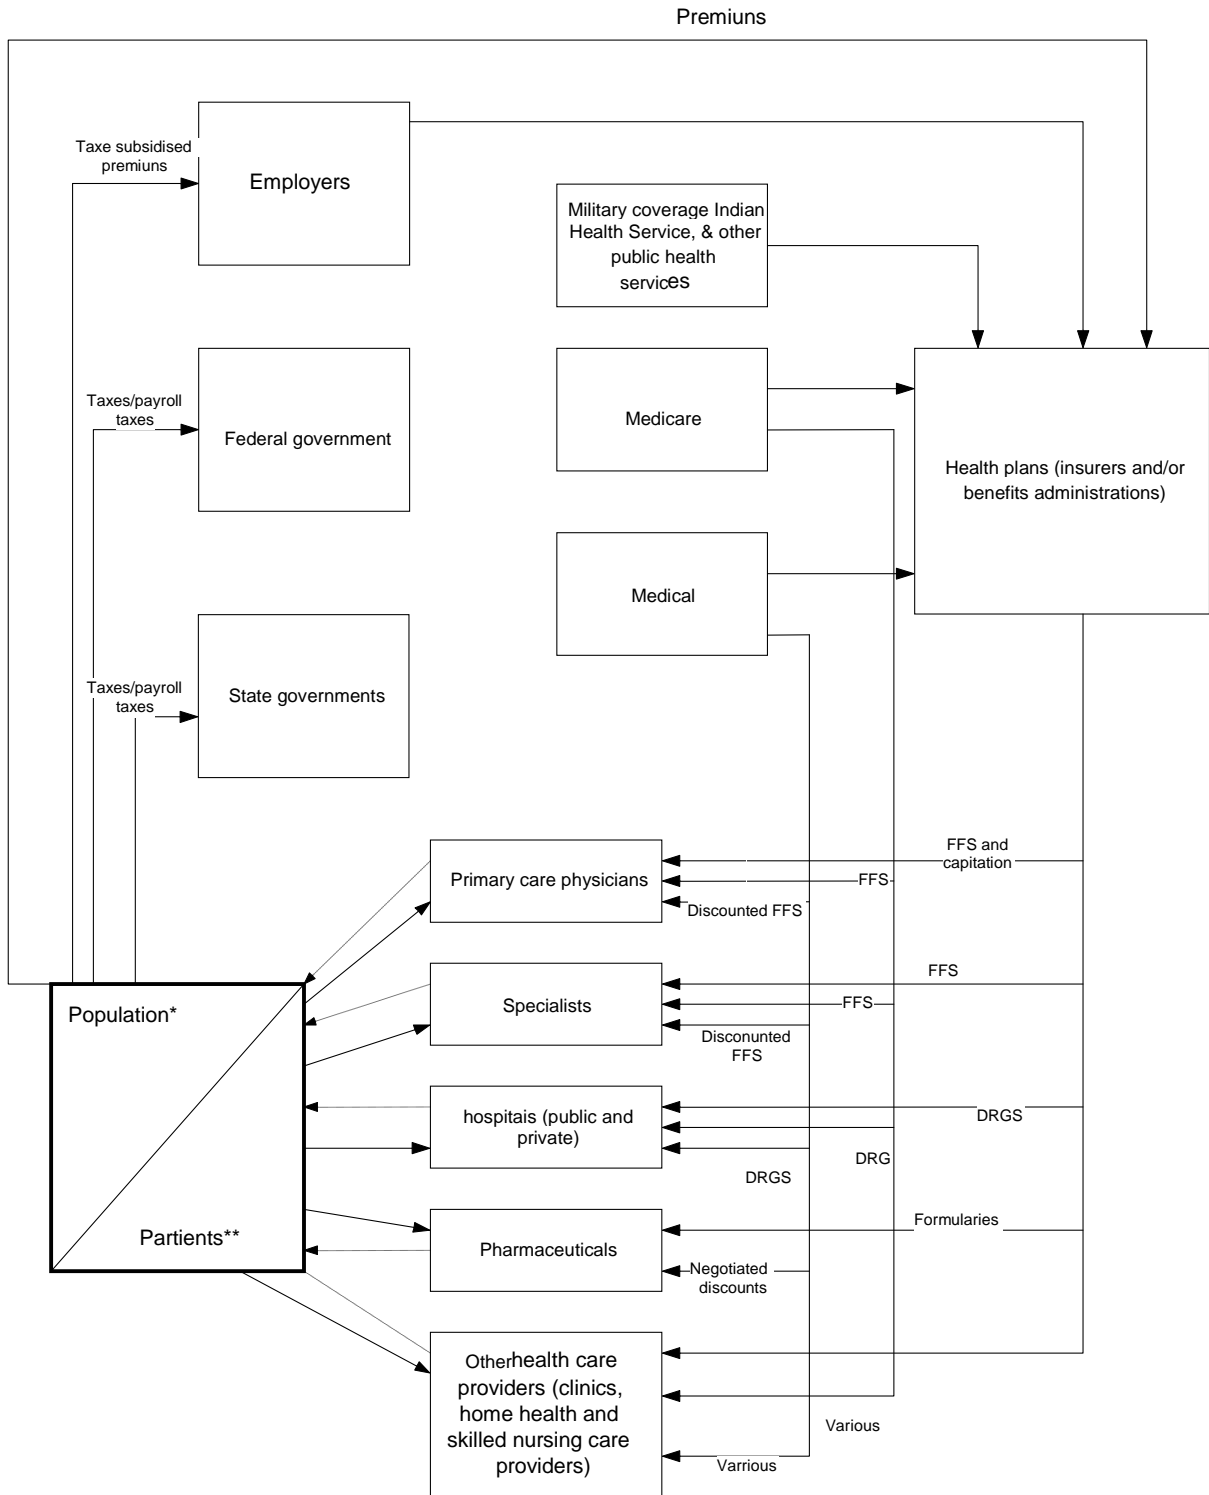 Premiuns
Taxe subsidised
premiuns
Employers
Military coverage Indian
Health Service, & other
public health
services
Taxes/payroll
taxes
Federal government
Medicare
Health plans (insurers and/or
benefits administrations)
Medical
Taxes/payroll
taxes
State governments
Primary care physicians
FFS and
capitation
FFS
Discounted FFS
Population*
Partients**
Specialists
FFS
FFS
Disconunted
FFS
hospitais (public and
private)
DRGS
DRG
DRGS
Pharmaceuticals
Formularies
Negotiated
discounts
Otherhealth care
providers (clinics,
home health and
skilled nursing care
providers)
Various
Varrious